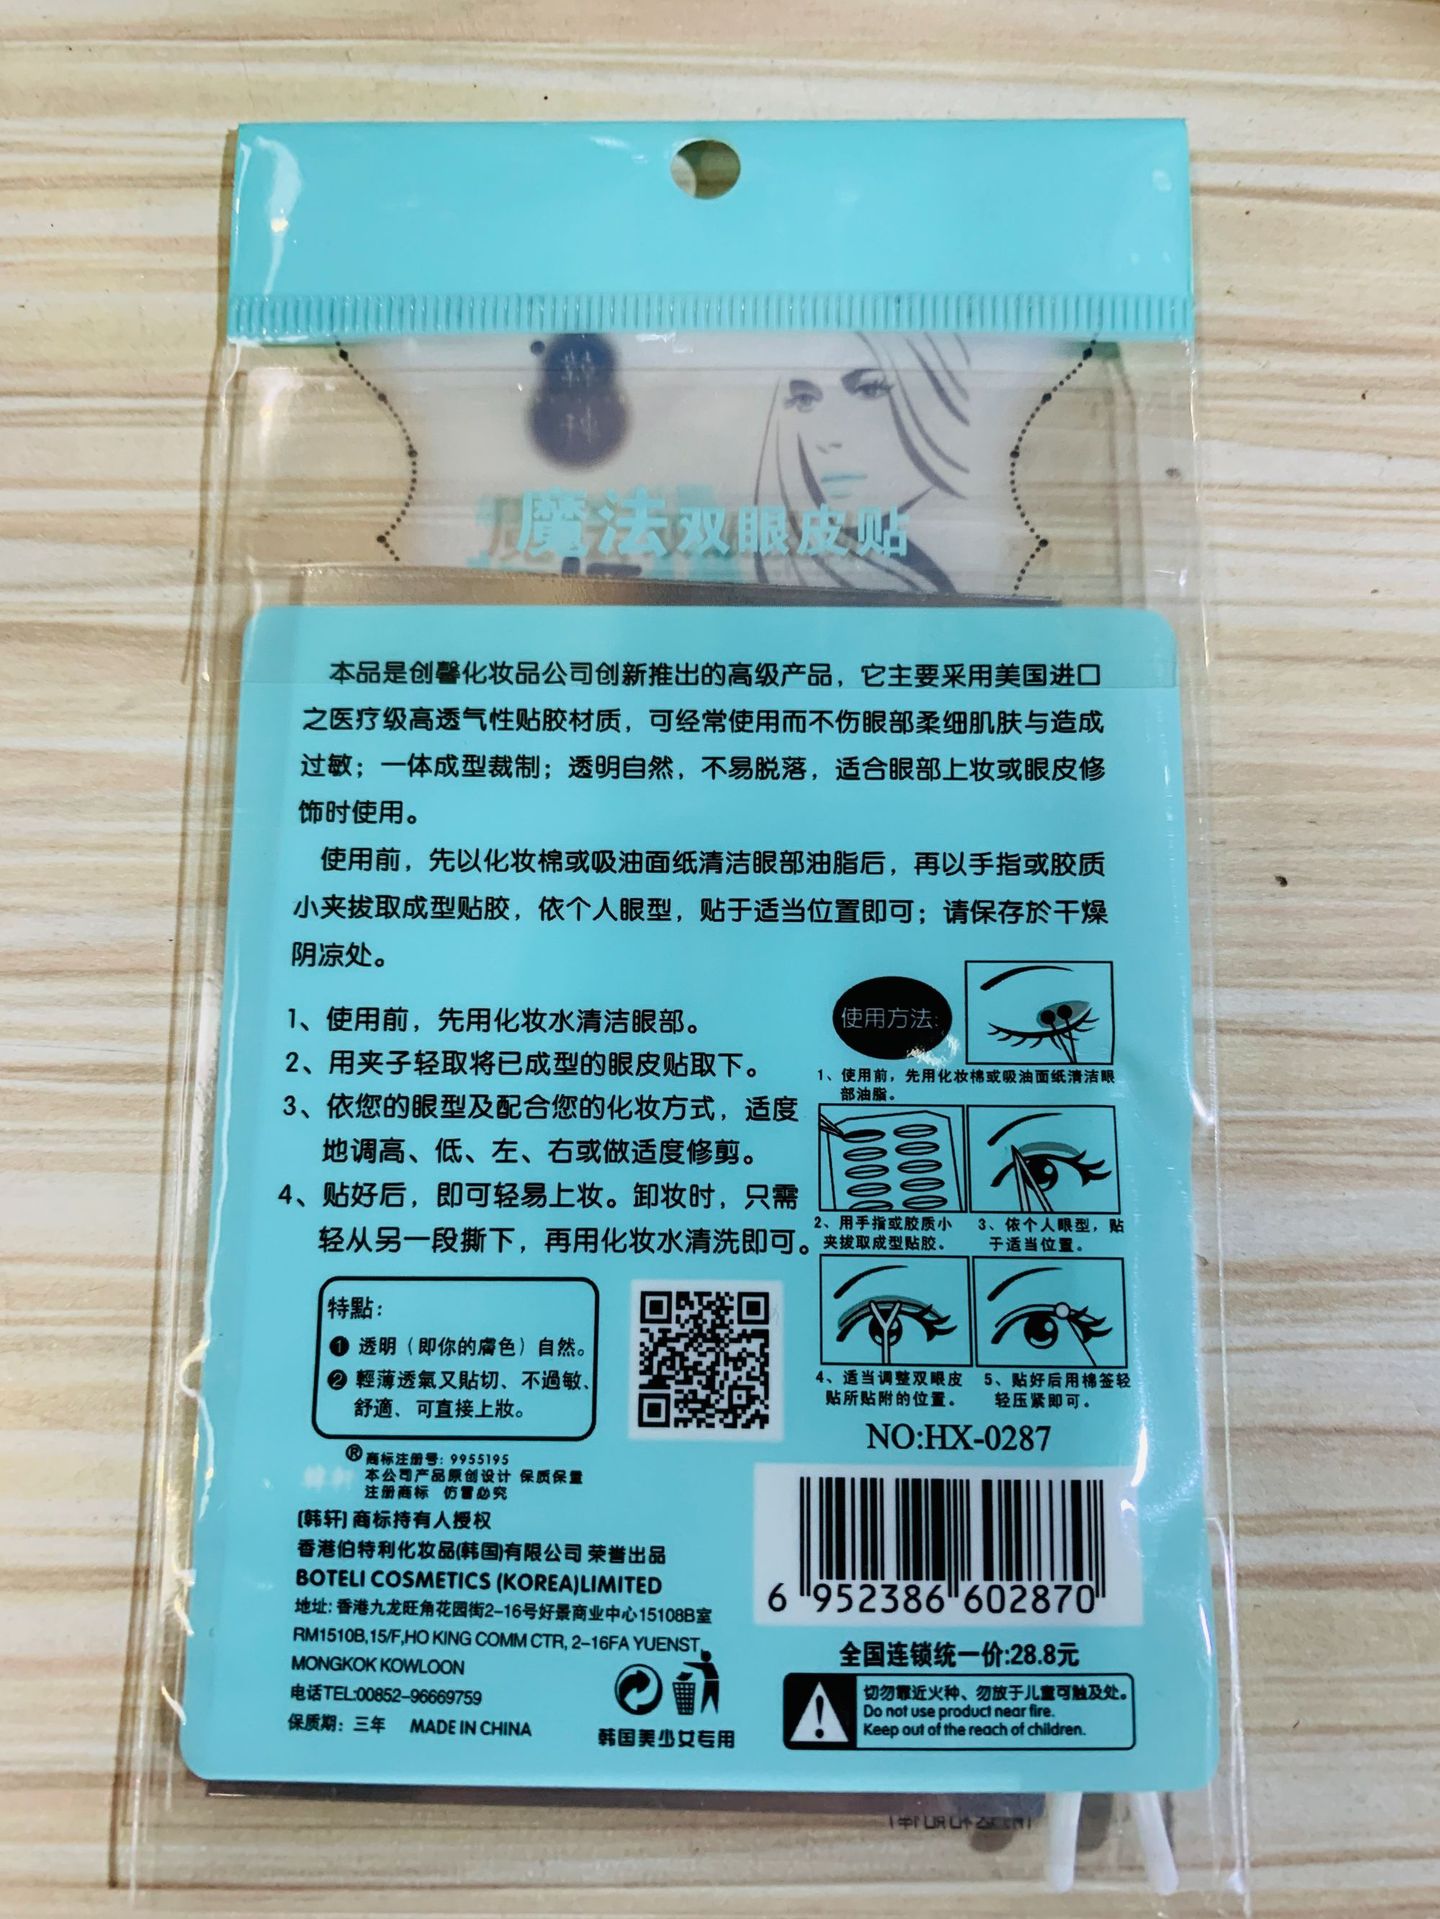 魔法双眼皮贴
本品是创馨化妆品公司创新推出的高级产品，它主要采用美国进口
之医疗级高透气性贴胶材质，可经常使用而不伤眼部柔细肌肤与造成
过敏；一体成型裁制；透明自然，不易脱落，适合眼部上妆或眼皮修
饰时使用。
使用前，先以化妆棉或吸油面纸清洁眼部油脂后，再以手指或胶质
小夹拔取成型贴胶，依个人眼型，贴于适当位置即可；请保存於干燥
阴凉处。
1、使用前，先用化妆水清洁眼部。
2、用夹子轻取将已成型的眼皮贴取下。
3、依您的眼型及配合您的化妆方式，适度
地调高、低、左、右或做适度修剪。
4、贴好后，即可轻易上妆。卸妆时，只需
轻从另一段撕下，再用化妆水清洗即可。
使用方法：
1、使用前，先用化妆棉或吸油面纸清洁眼
部油脂。
2、用手指或胶质小
夹拔取成型贴胶。
3、依个人眼型，贴
于适当位置。
4、适当调整双眼皮
贴所贴附的位置。
5、贴好后用棉签轻
轻压紧即可。
特點：
❶ 透明（即你的膚色）自然。
❷ 輕薄透氣又貼切、不過敏、
舒適、可直接上妝。
NO:HX-0287
® 商标注册号：9955195
本公司产品原创设计 保质保量
注册商标 仿冒必究
(韩轩) 商标持有人授权
香港伯特利化妆品(韩国)有限公司 荣誉出品
BOTELI COSMETICS (KOREA)LIMITED
地址：香港九龙旺角花园街2-16号好景商业中心15108B室
RM1510B,15/F,HO KING COMM CTR, 2-16FA YUENST,
MONGKOK KOWLOON
电话TEL:00852-96669759
保质期：三年 MADE IN CHINA
韩国美少女专用
6 952386 602870
全国连锁统一价:28.8元
切勿靠近火种、勿放于儿童可触及处。
Do not use product near fire.
Keep out of the reach of children.